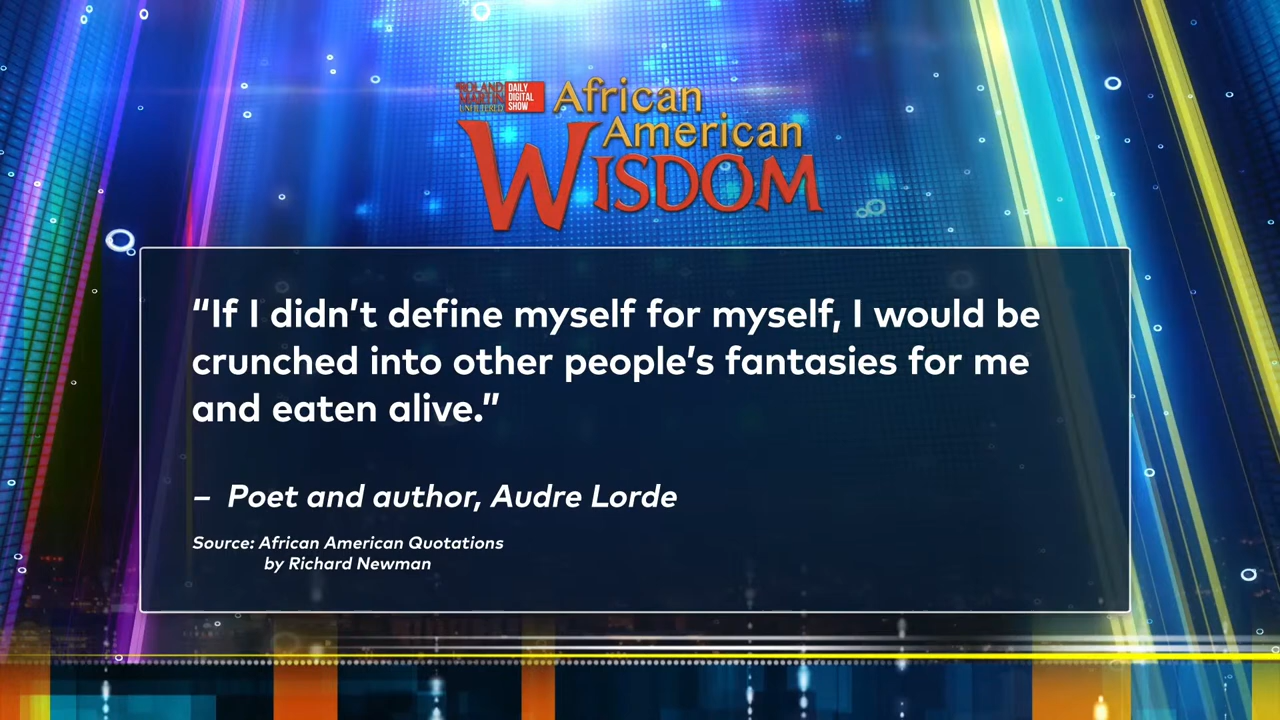 ROLAND
MARTIN
UNFILTERED
DAILY
DIGITAL
SHOW
African
American
WISDOM
“If I didn’t define myself for myself, I would be
crunched into other people’s fantasies for me
and eaten alive.”
– Poet and author, Audre Lorde
Source: African American Quotations
by Richard Newman